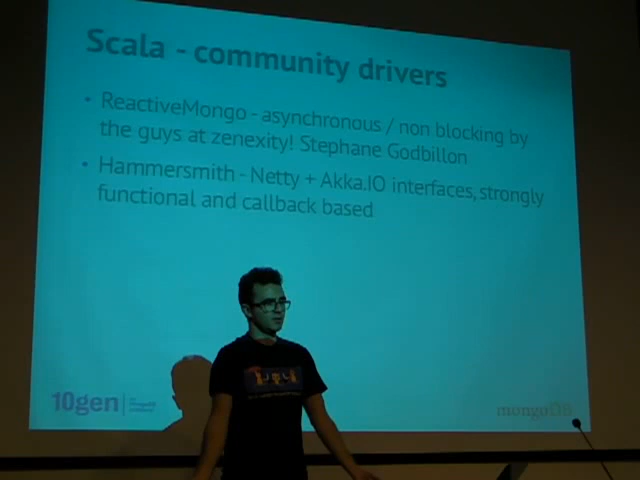 Scala - community drivers
• ReactiveMongo - asynchronous / non blocking by
the guys at zenexity! Stephane Godbillon
• Hammersmith - Netty + Akka.IO interfaces, strongly
functional and callback based
10gen
mongoDB